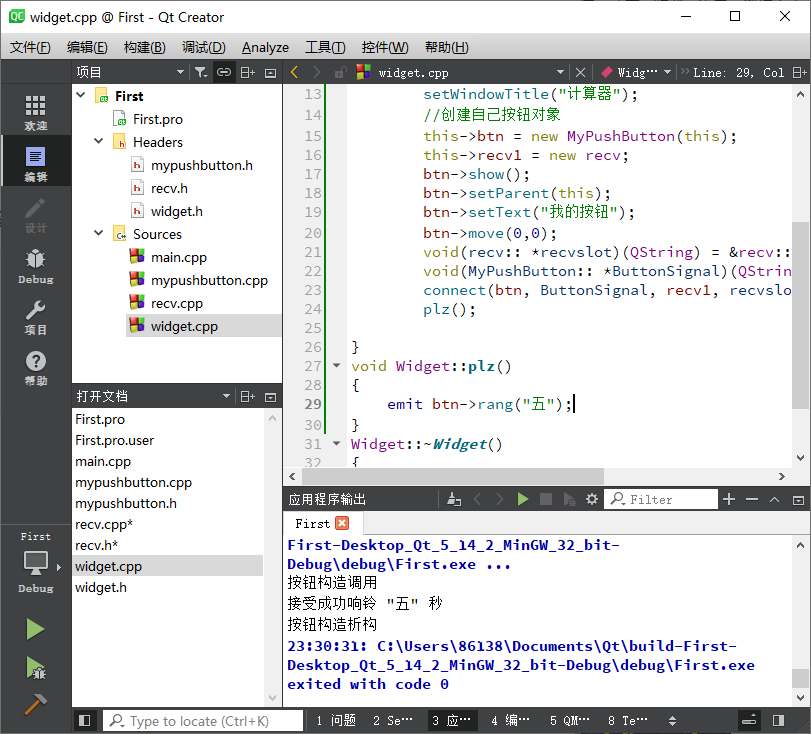 widget.cpp @ First - Qt Creator
文件(F) 编辑(E) 构建(B) 调试(D) Analyze 工具(T) 控件(W) 帮助(H)
项目
widget.cpp
Widg··· Line: 29, Col
欢迎
编辑
设计
Debug
项目
帮助
First
First.pro
Headers
mypushbutton.h
recv.h
widget.h
Sources
main.cpp
mypushbutton.cpp
recv.cpp
widget.cpp
13 setWindowTitle("计算器");
14 //创建自己按钮对象
15 this->btn = new MyPushButton(this);
16 this->recv1 = new recv;
17 btn->show();
18 btn->setParent(this);
19 btn->setText("我的按钮");
20 btn->move(0,0);
21 void(recv:: *recvslot)(QString) = &recv::
22 void(MyPushButton:: *ButtonSignal)(QStrin
23 connect(btn, ButtonSignal, recv1, recvslo
24 plz();
25
26 }
27 void Widget::plz()
28 {
29 emit btn->rang("五");
30 }
31 Widget::~Widget()
32 {
打开文档
First.pro
First.pro.user
main.cpp
mypushbutton.cpp
mypushbutton.h
recv.cpp*
recv.h*
widget.cpp
widget.h
First
Debug
应用程序输出
Filter
First
First-Desktop_Qt_5_14_2_MinGW_32_bit-
Debug\debug\First.exe ...
按钮构造调用
接受成功响铃 "五" 秒
按钮构造析构
23:30:31: C:\Users\86138\Documents\Qt\build-First-
Desktop_Qt_5_14_2_MinGW_32_bit-Debug\debug\First.exe
exited with code 0
Type to locate (Ctrl+K)
1 问题 2 Se··· 3 应··· 4 编··· 5 QM··· 8 Te···